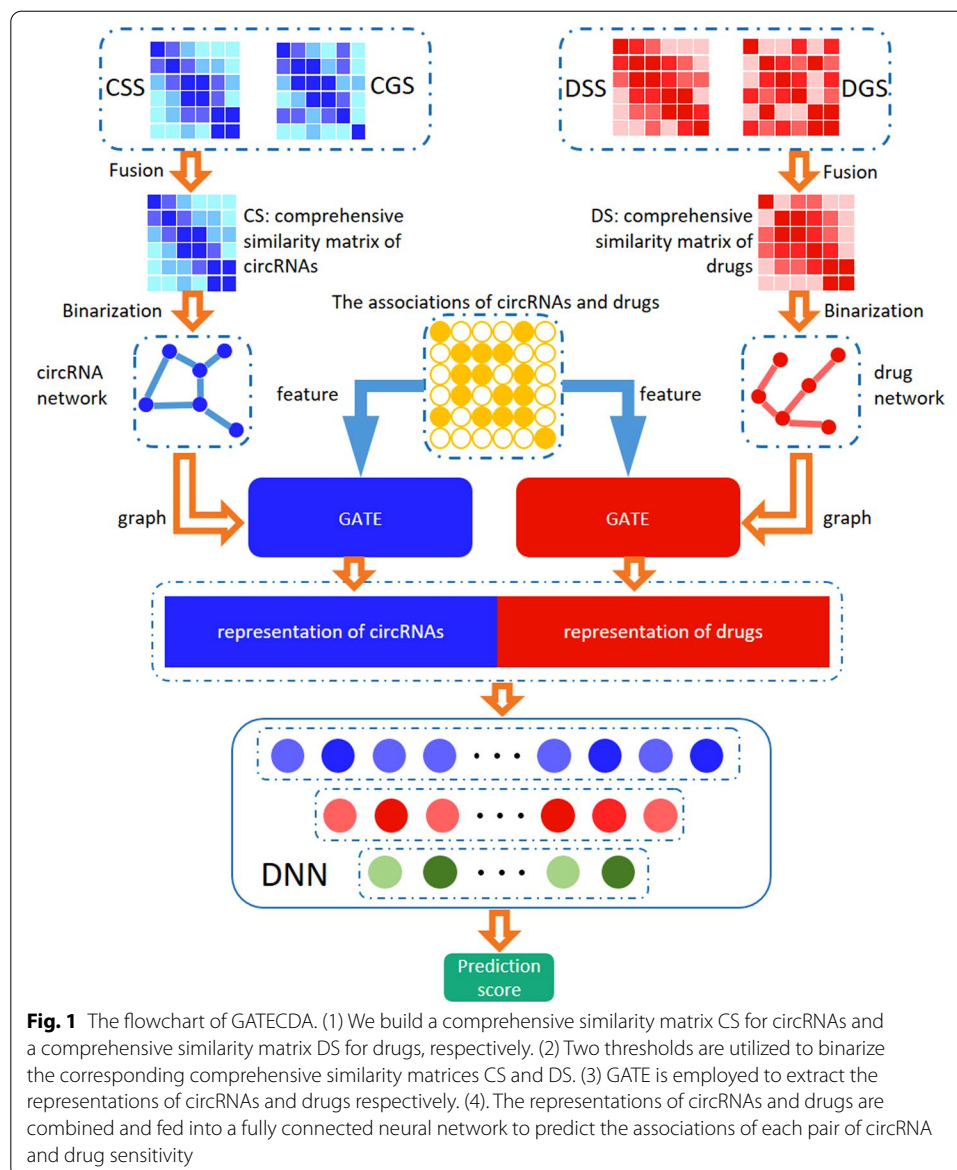 CSS
CGS
DSS
DGS
Fusion
Fusion
CS: comprehensive
similarity matrix of
circRNAs
DS: comprehensive
similarity matrix of
drugs
Binarization
Binarization
The associations of circRNAs and drugs
circRNA
network
feature
feature
drug
network
graph
GATE
GATE
graph
representation of circRNAs
representation of drugs
DNN
Prediction
score
Fig. 1 The flowchart of GATECDA. (1) We build a comprehensive similarity matrix CS for circRNAs and
a comprehensive similarity matrix DS for drugs, respectively. (2) Two thresholds are utilized to binarize
the corresponding comprehensive similarity matrices CS and DS. (3) GATE is employed to extract the
representations of circRNAs and drugs respectively. (4). The representations of circRNAs and drugs are
combined and fed into a fully connected neural network to predict the associations of each pair of circRNA
and drug sensitivity